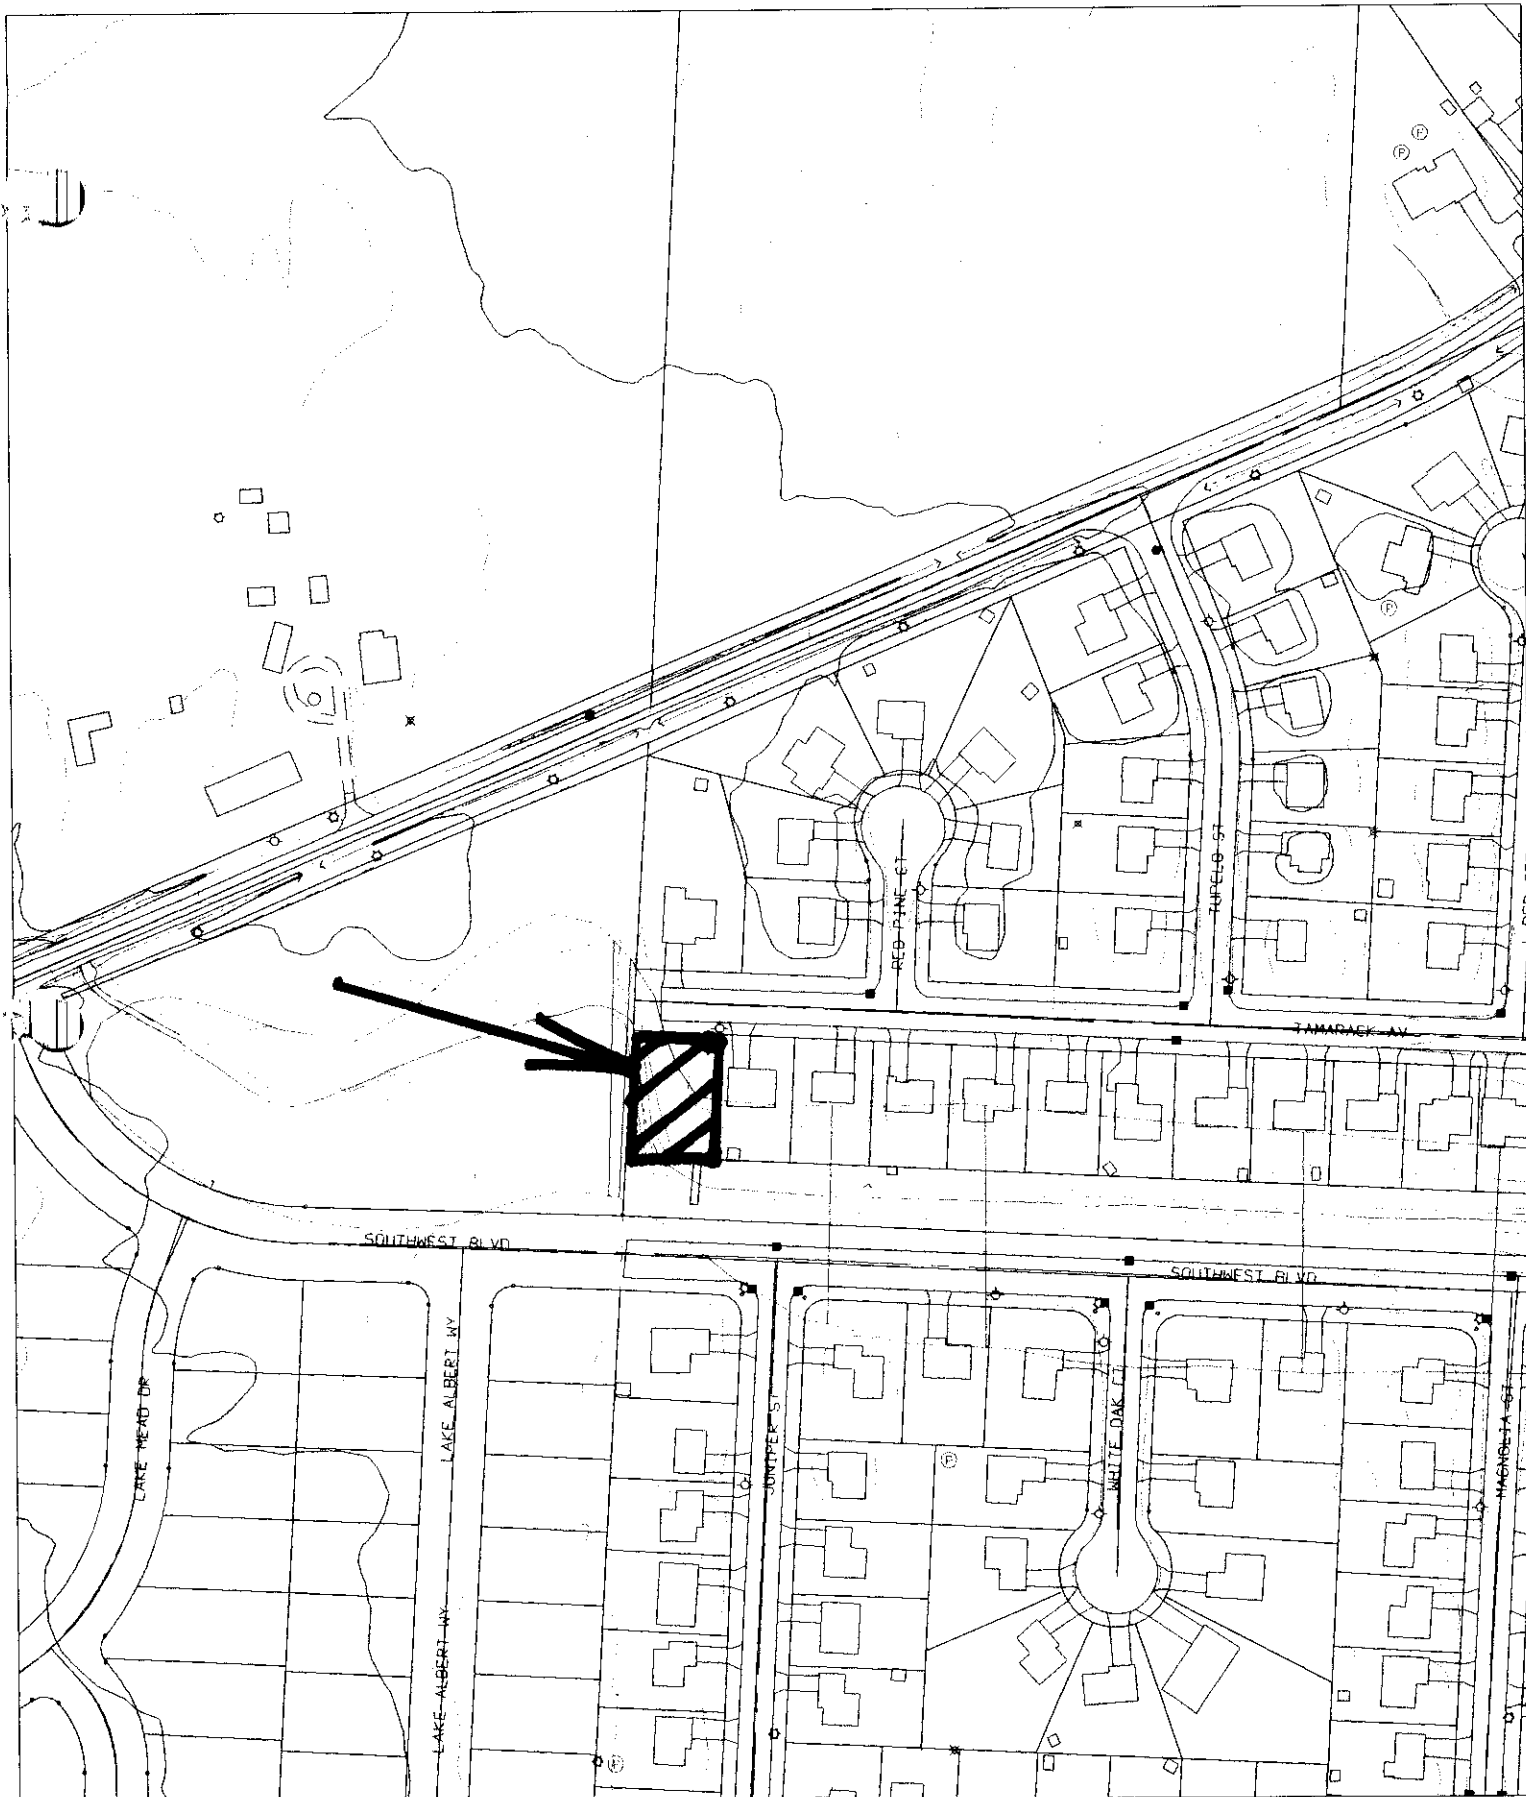 RED PINE CT
TUPELO ST
TAMARACK AV
SOUTHWEST BLVD
SOUTHWEST BLVD
LAKE MEAD DR
LAKE ALBERT WY
LAKE ALBERT WY
JUNIPER ST
WHITE OAK CT
MAGNOLIA ST
RED
P
P
P
P
P